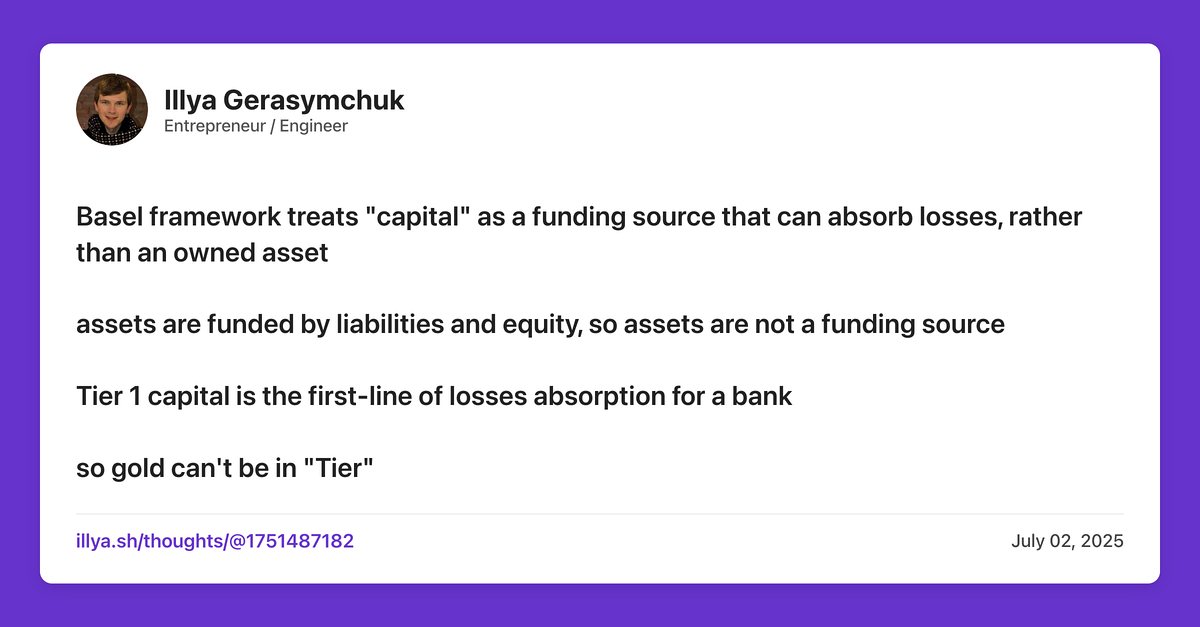 Illya Gerasymchuk
Entrepreneur / Engineer
Basel framework treats "capital" as a funding source that can absorb losses, rather
than an owned asset
assets are funded by liabilities and equity, so assets are not a funding source
Tier 1 capital is the first-line of losses absorption for a bank
so gold can't be in "Tier"
illya.sh/thoughts/@1751487182
July 02, 2025